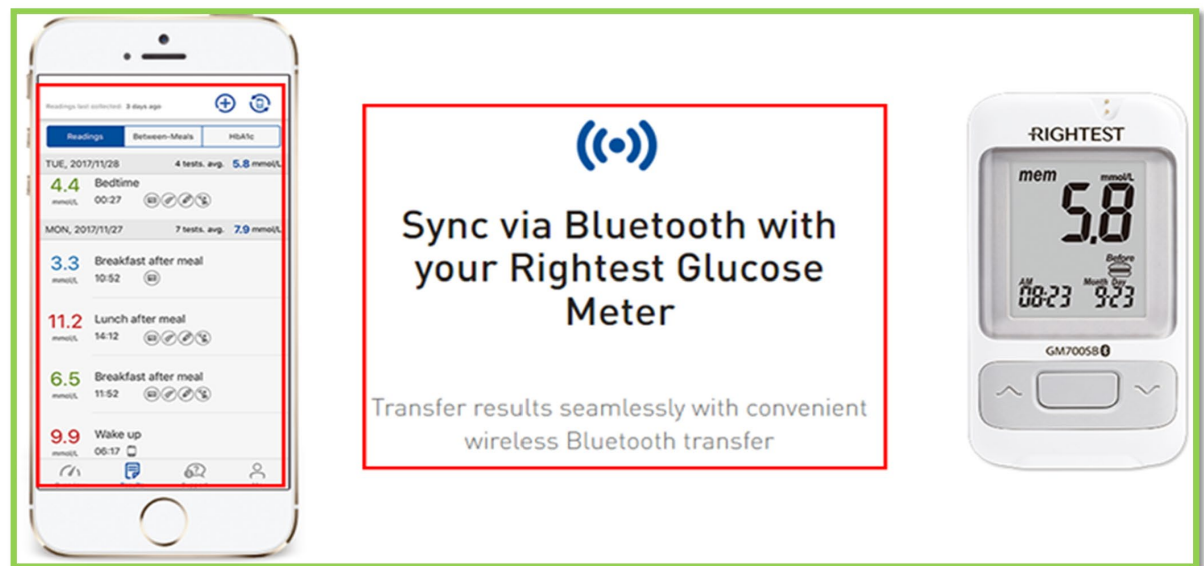 Readings last collected: 3 days ago
Readings Between-Meals HbA1c
TUE, 2017/11/28 4 tests. avg. 5.8 mmol/L
4.4 Bedtime
mmol/L 00:27
MON, 2017/11/27 7 tests. avg. 7.9 mmol/L
3.3 Breakfast after meal
mmol/L 10:52
11.2 Lunch after meal
mmol/L 14:12
6.5 Breakfast after meal
mmol/L 11:52
9.9 Wake up
mmol/L 06:17
Sync via Bluetooth with
your Rightest Glucose
Meter
Transfer results seamlessly with convenient
wireless Bluetooth transfer
RIGHTEST
mem mmol/L
5.8
Before
AM Month Day
08:23 9-23
GM700SB